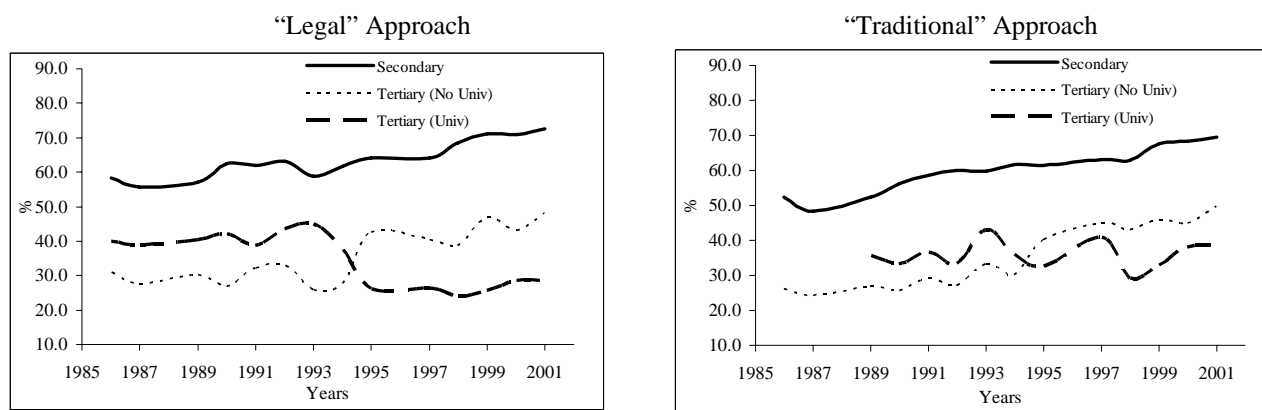 “Legal” Approach
90.0
80.0
70.0
60.0
50.0
40.0
30.0
20.0
10.0
%
Secondary
Tertiary (No Univ)
Tertiary (Univ)
1985 1987 1989 1991 1993 1995 1997 1999 2001
Years
“Traditional” Approach
90.0
80.0
70.0
60.0
50.0
40.0
30.0
20.0
10.0
%
Secondary
Tertiary (No Univ)
Tertiary (Univ)
1985 1987 1989 1991 1993 1995 1997 1999 2001
Years